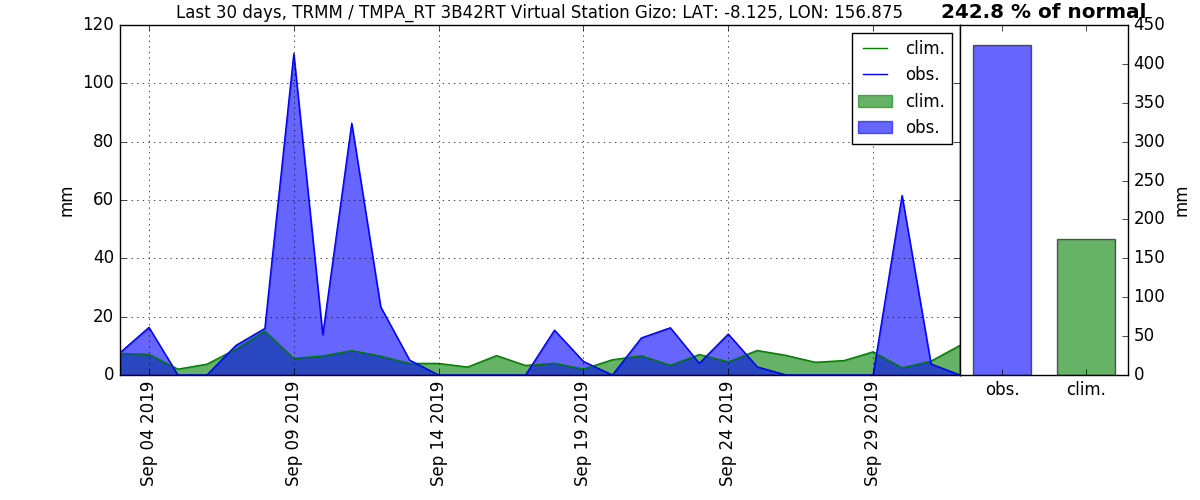 Last 30 days, TRMM / TMPA_RT 3B42RT Virtual Station Gizo: LAT: -8.125, LON: 156.875
242.8 % of normal
mm
120
100
80
60
40
20
0
clim.
obs.
clim.
obs.
Sep 04 2019
Sep 09 2019
Sep 14 2019
Sep 19 2019
Sep 24 2019
Sep 29 2019
450
400
350
300
250
200
150
100
50
0
mm
obs.
clim.